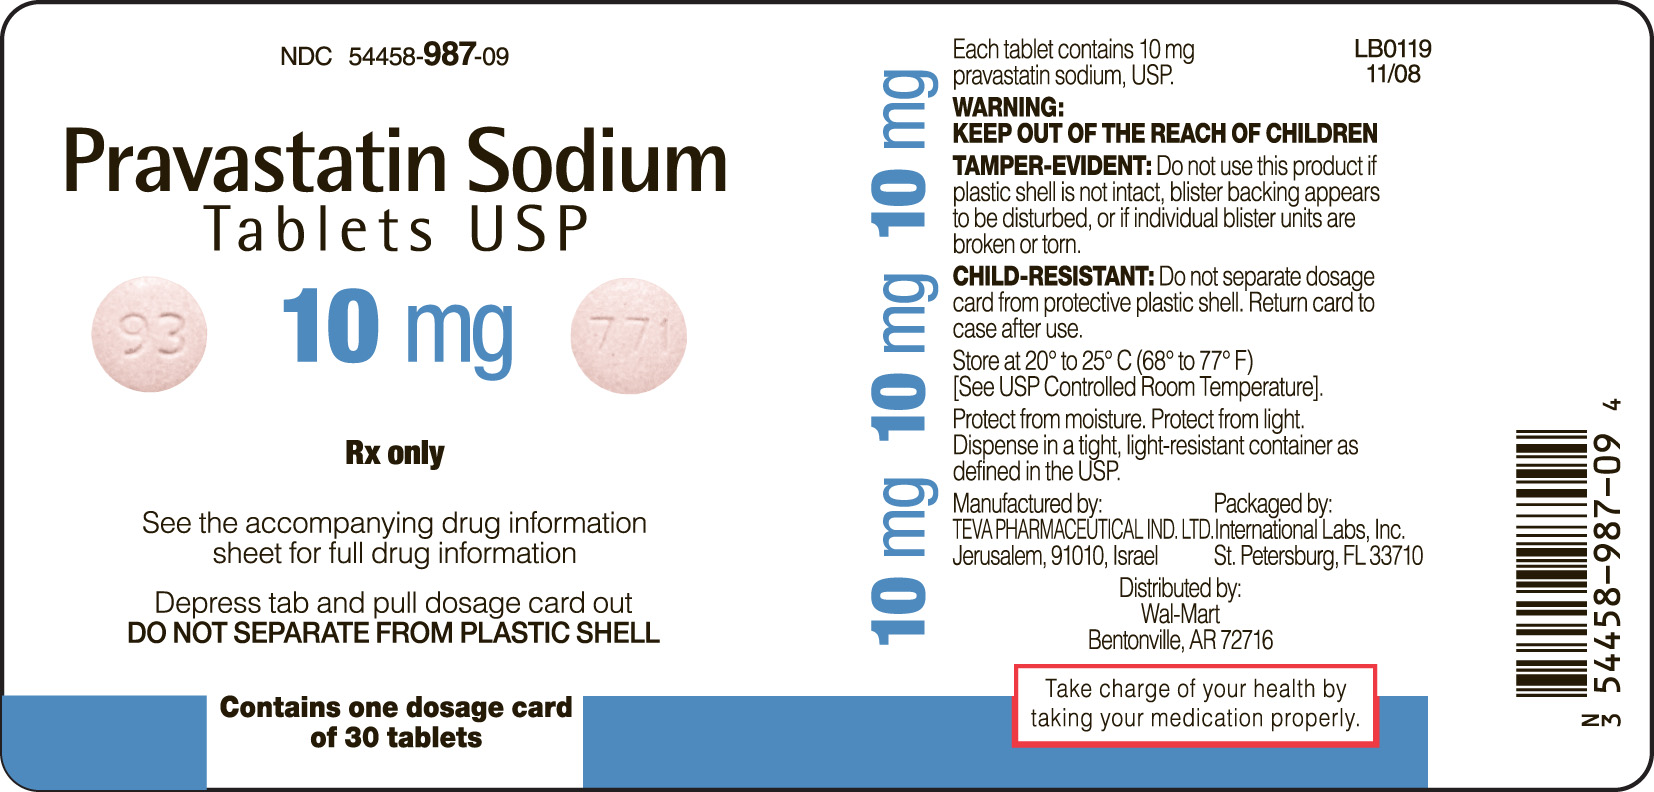 NDC 54458-987-09
Pravastatin Sodium
Tablets USP
93
10 mg
771
Rx only
See the accompanying drug information
sheet for full drug information
Depress tab and pull dosage card out
DO NOT SEPARATE FROM PLASTIC SHELL
Contains one dosage card
of 30 tablets
10 mg 10 mg 10 mg
Each tablet contains 10 mg
pravastatin sodium, USP.
LB0119
11/08
WARNING:
KEEP OUT OF THE REACH OF CHILDREN
TAMPER-EVIDENT: Do not use this product if
plastic shell is not intact, blister backing appears
to be disturbed, or if individual blister units are
broken or torn.
CHILD-RESISTANT: Do not separate dosage
card from protective plastic shell. Return card to
case after use.
Store at 20° to 25° C (68° to 77° F)
[See USP Controlled Room Temperature].
Protect from moisture. Protect from light.
Dispense in a tight, light-resistant container as
defined in the USP.
Manufactured by:
TEVA PHARMACEUTICAL IND. LTD.
Jerusalem, 91010, Israel
Packaged by:
International Labs, Inc.
St. Petersburg, FL 33710
Distributed by:
Wal-Mart
Bentonville, AR 72716
Take charge of your health by
taking your medication properly.
N
3 54458-987-09 4